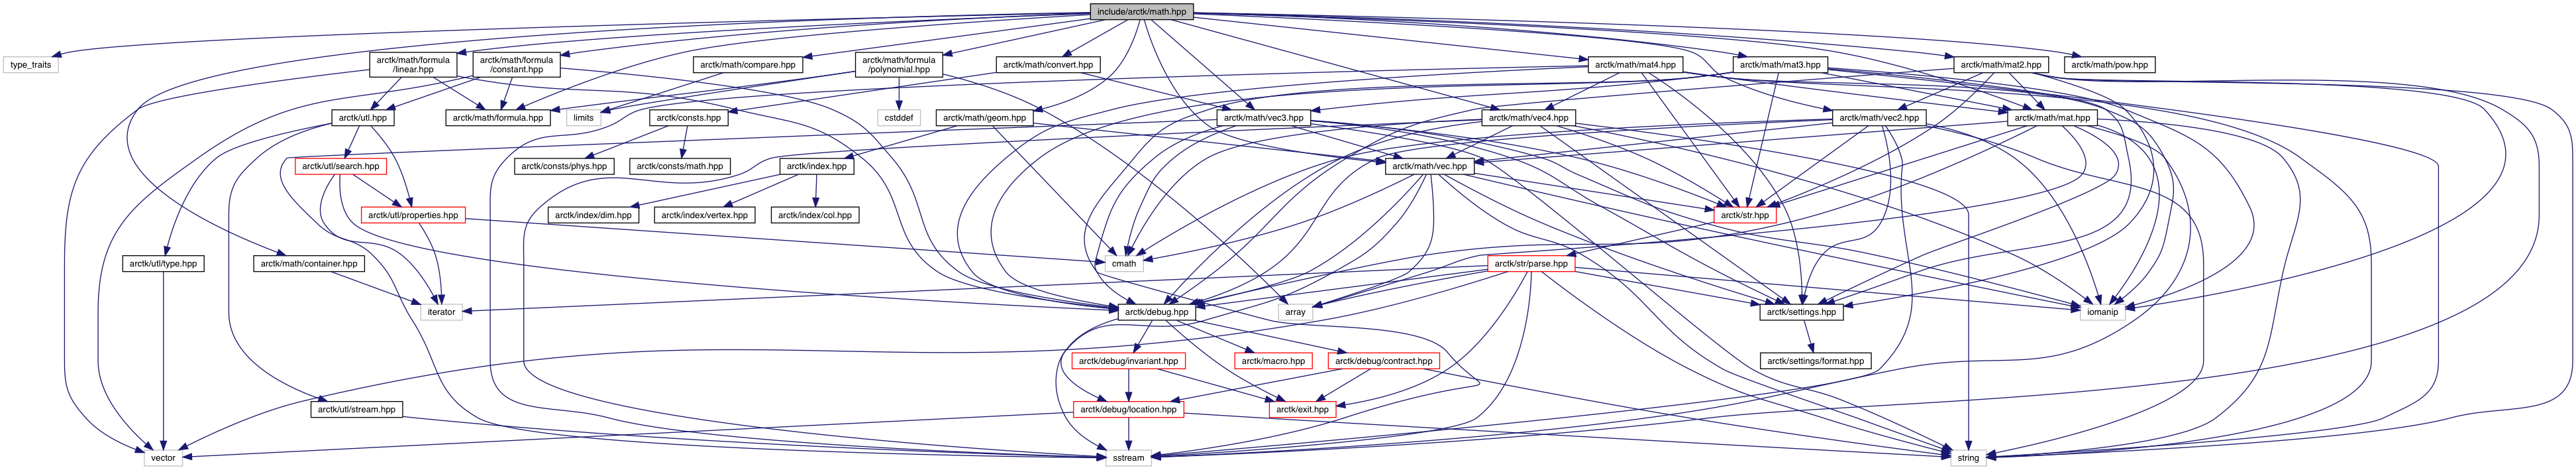 include/arctk/math.hpp
type_traits
arctk/math/formula
/linear.hpp
arctk/math/formula
/constant.hpp
arctk/math/compare.hpp
arctk/math/formula
/polynomial.hpp
arctk/math/convert.hpp
arctk/math/mat4.hpp
arctk/math/mat3.hpp
arctk/math/mat2.hpp
arctk/math/pow.hpp
arctk/utl.hpp
arctk/math/formula.hpp
limits
arctk/consts.hpp
cstddef
arctk/math/geom.hpp
arctk/math/vec3.hpp
arctk/math/vec4.hpp
arctk/math/vec2.hpp
arctk/math/mat.hpp
arctk/utl/search.hpp
arctk/consts/phys.hpp
arctk/consts/math.hpp
arctk/index.hpp
arctk/math/vec.hpp
arctk/utl/properties.hpp
arctk/index/dim.hpp
arctk/index/vertex.hpp
arctk/index/col.hpp
arctk/str.hpp
arctk/utl/type.hpp
arctk/math/container.hpp
cmath
arctk/str/parse.hpp
iterator
arctk/debug.hpp
array
arctk/settings.hpp
iomanip
arctk/debug/invariant.hpp
arctk/macro.hpp
arctk/debug/contract.hpp
arctk/settings/format.hpp
arctk/utl/stream.hpp
arctk/debug/location.hpp
arctk/exit.hpp
vector
sstream
string